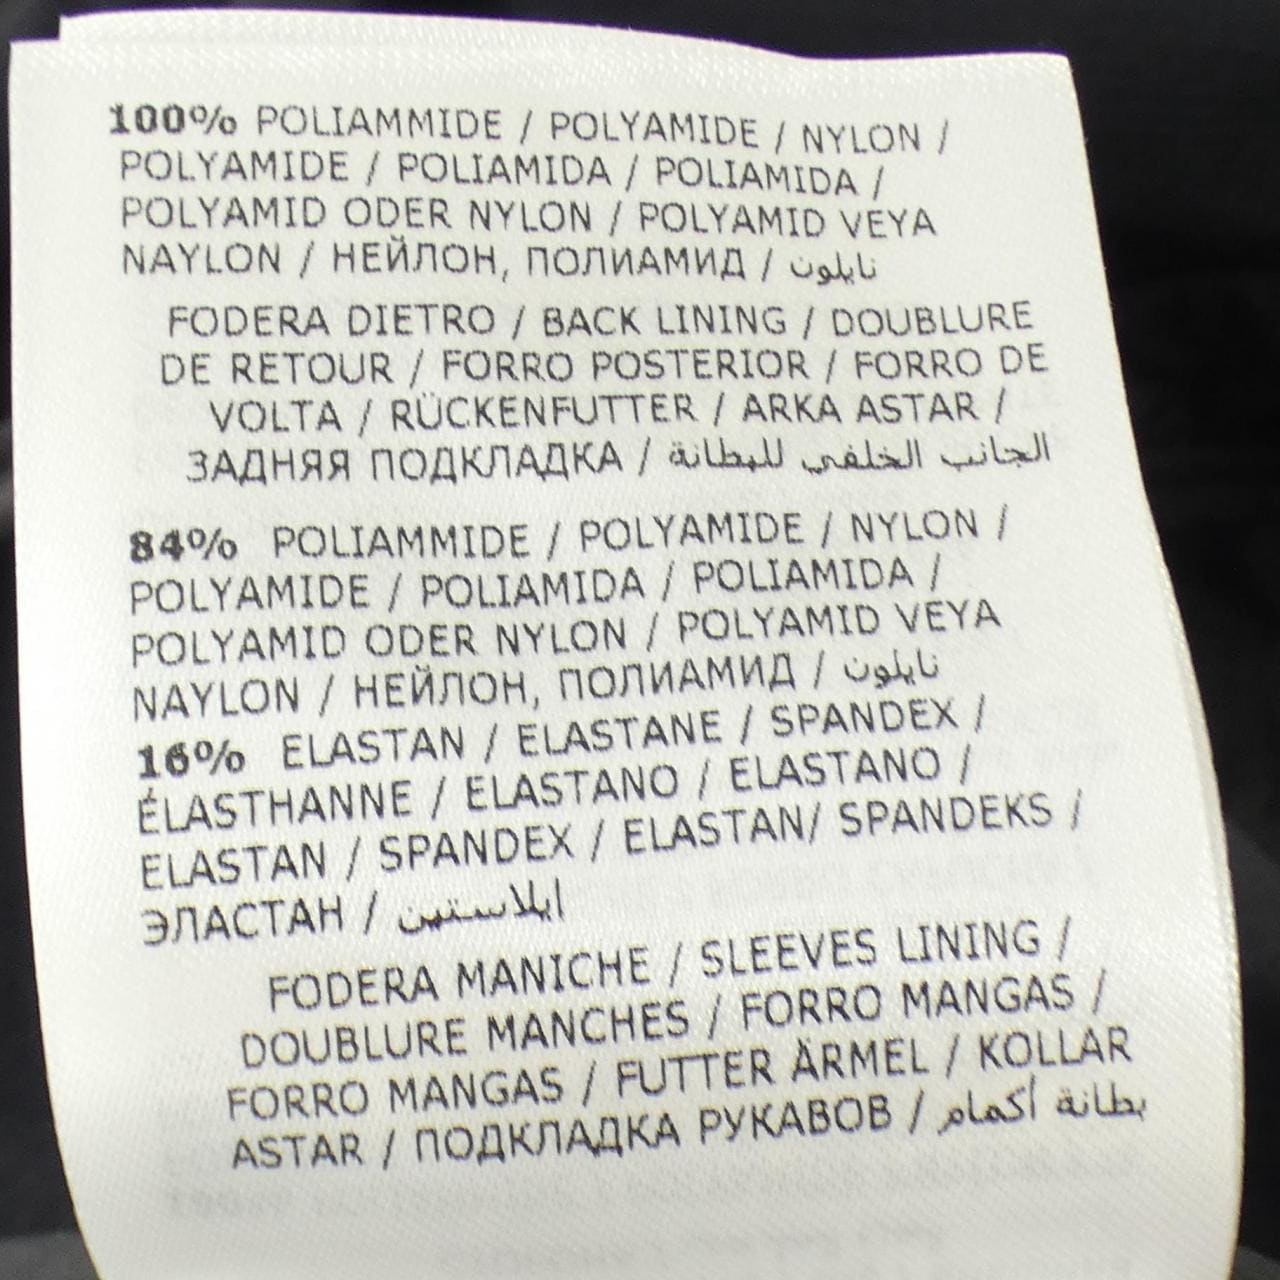 100% POLIAMMIDE / POLYAMIDE / NYLON /
POLYAMIDE / POLIAMIDA / POLIAMIDA /
POLYAMID ODER NYLON / POLYAMID VEYA
NAYLON / НЕЙЛОН, ПОЛИАМИД / نايلون
FODERA DIETRO / BACK LINING / DOUBLURE
DE RETOUR / FORRO POSTERIOR / FORRO DE
VOLTA / RÜCKENFUTTER / ARKA ASTAR /
ЗАДНЯЯ ПОДКЛАДКА / الجانب الخلفي للبطانة
84% POLIAMMIDE / POLYAMIDE / NYLON /
POLYAMIDE / POLIAMIDA / POLIAMIDA /
POLYAMID ODER NYLON / POLYAMID VEYA
NAYLON / НЕЙЛОН, ПОЛИАМИД / نايلون
16% ELASTAN / ELASTANE / SPANDEX /
ÉLASTHANNE / ELASTANO / ELASTANO /
ELASTAN / SPANDEX / ELASTAN/ SPANDEKS /
ЭЛАСТАН / ايلاستين
FODERA MANICHE / SLEEVES LINING /
DOUBLURE MANCHES / FORRO MANGAS /
FORRO MANGAS / FUTTER ÄRMEL / KOLLAR
ASTAR / ПОДКЛАДКА РУКАВОВ / بطانة أكمام